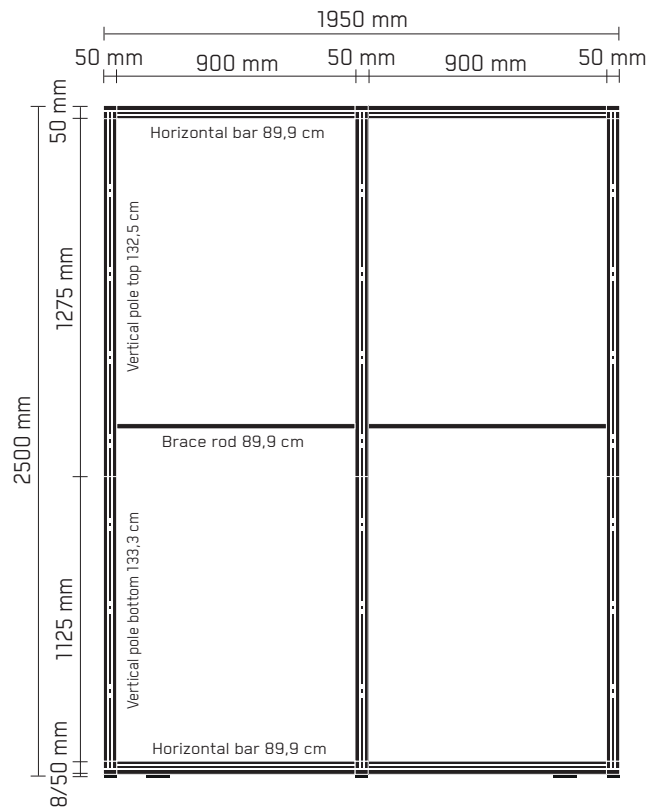 1950 mm
50 mm
900 mm
50 mm
900 mm
50 mm
50 mm
Horizontal bar 89,9 cm
Vertical pole top 132,5 cm
1275 mm
2500 mm
Brace rod 89,9 cm
Vertical pole bottom 133,3 cm
1125 mm
Horizontal bar 89,9 cm
8/50 mm